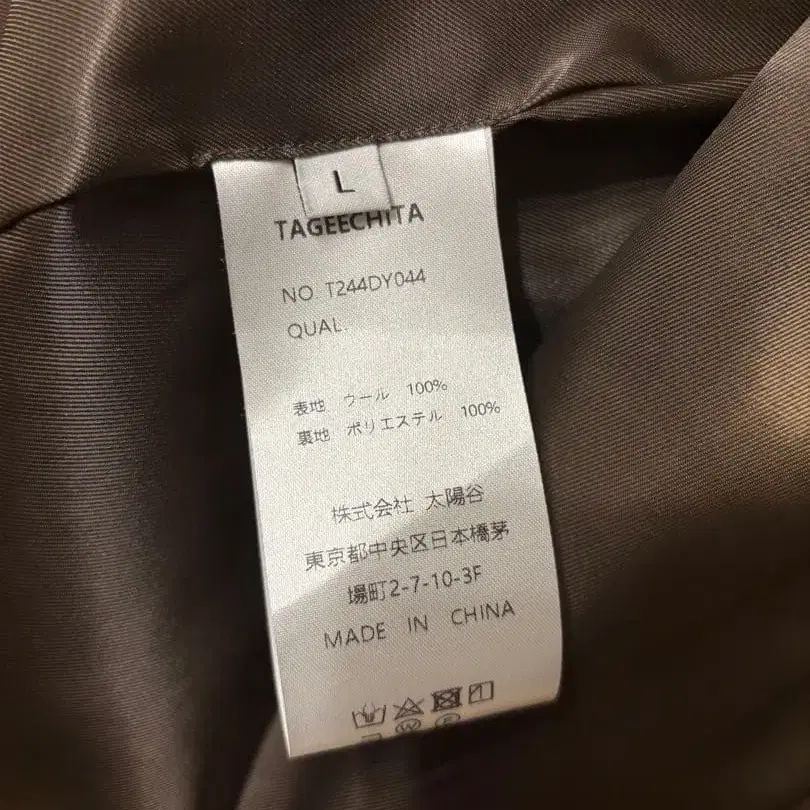 L
TAGEECHITA
NO T244DY044
QUAL.
表地 ウール 100%
裏地 ポリエステル 100%
株式会社 太陽谷
東京都中央区日本橋茅
場町2-7-10-3F
MADE IN CHINA